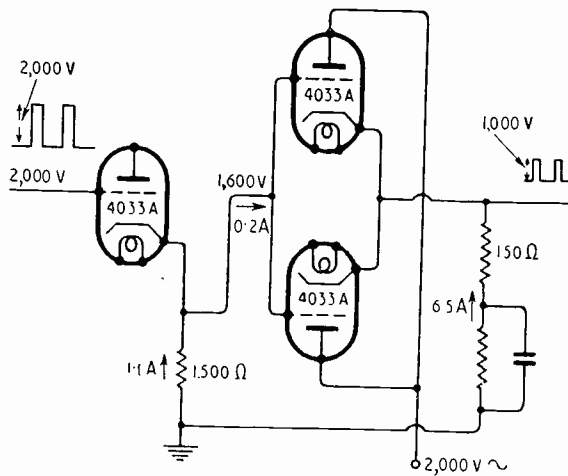 2,000 V
2,000 V
4033A
1,600V
0·2A
4033A
4033A
1,000 V
150 Ω
6·5A
1·1A
1,500 Ω
2,000 V ~